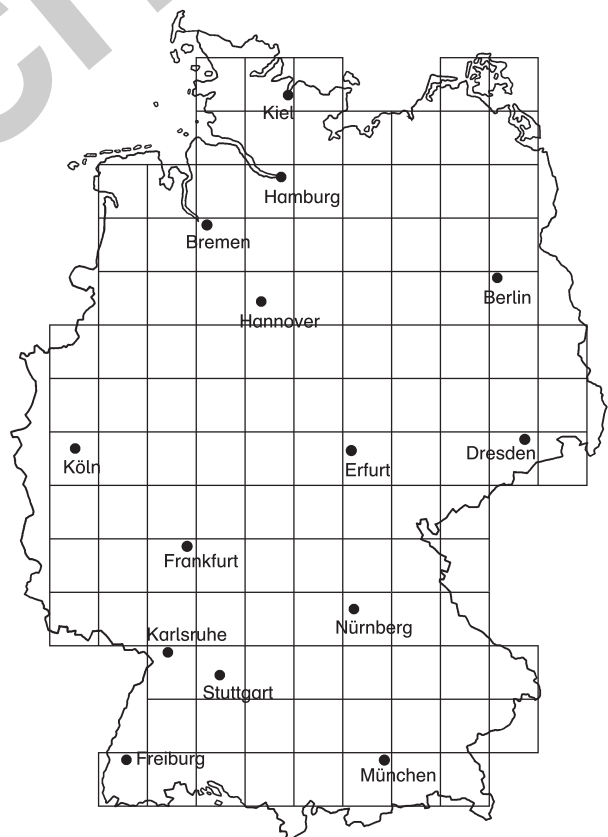 Kiel
Hamburg
Bremen
Berlin
Hannover
Dresden
Köln
Erfurt
Frankfurt
Nürnberg
Karlsruhe
Stuttgart
Freiburg
München